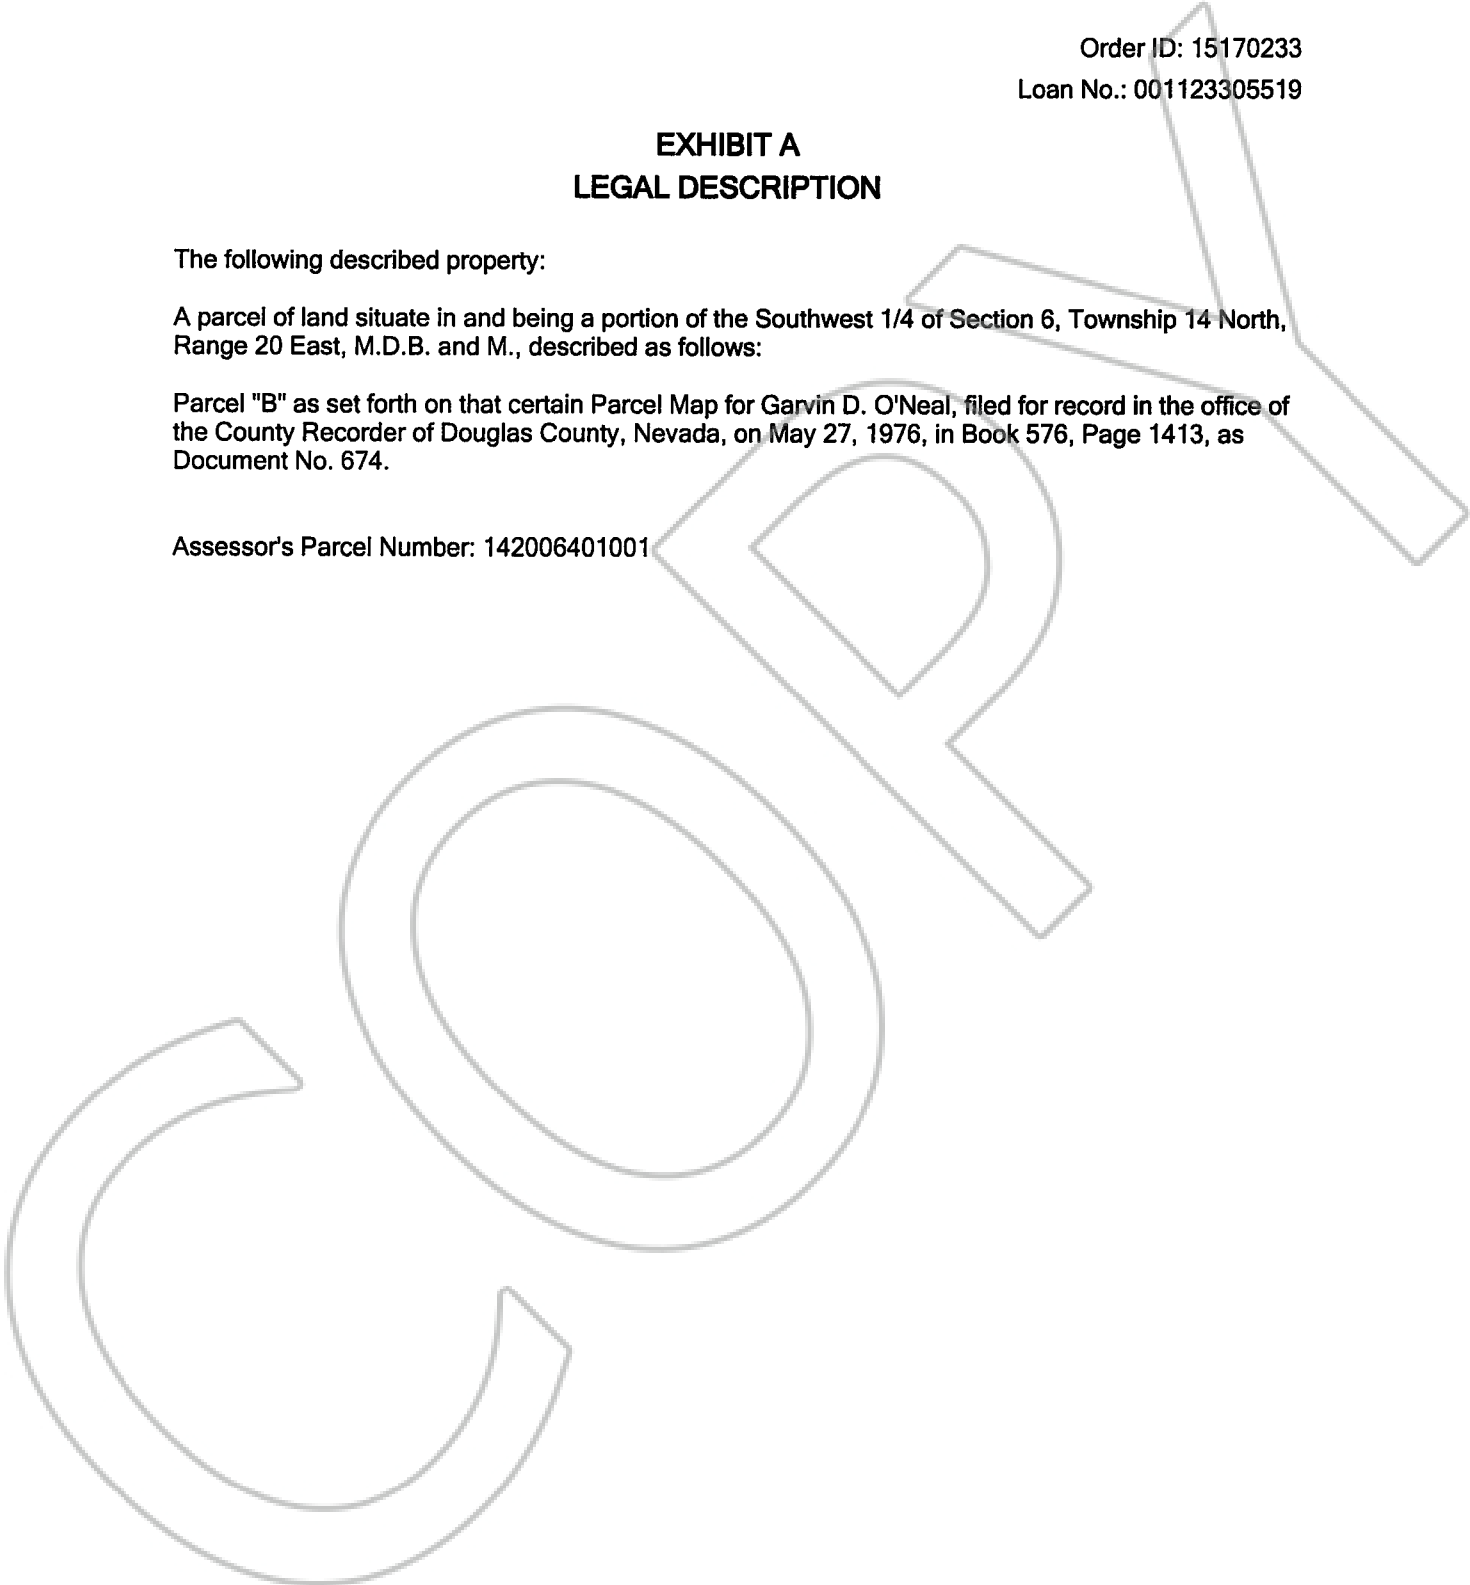 Order ID: 15170233
Loan No.: 001123305519
EXHIBIT A
LEGAL DESCRIPTION
The following described property:
A parcel of land situate in and being a portion of the Southwest 1/4 of Section 6, Township 14 North,
Range 20 East, M.D.B. and M., described as follows:
Parcel "B" as set forth on that certain Parcel Map for Garvin D. O'Neal, filed for record in the office of
the County Recorder of Douglas County, Nevada, on May 27, 1976, in Book 576, Page 1413, as
Document No. 674.
Assessor's Parcel Number: 142006401001
COPY